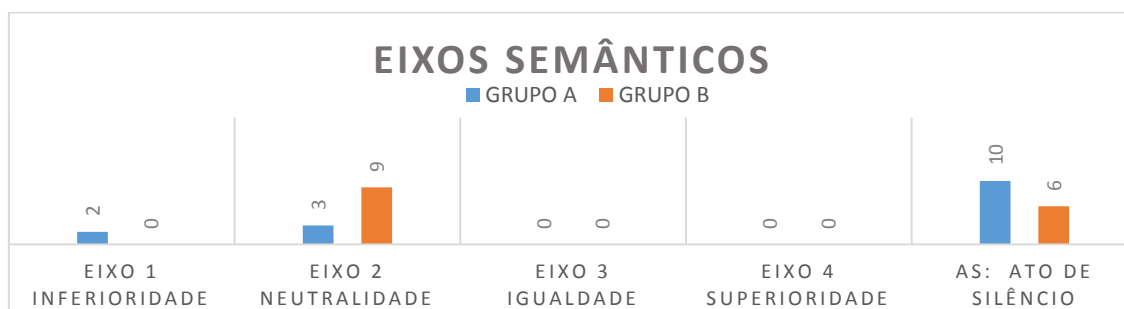 EIXOS SEMÂNTICOS
GRUPO A GRUPO B
2 0 3 9 0 0 0 0 10 6
EIXO 1 EIXO 2 EIXO 3 EIXO 4 AS: ATO DE
INFERIORIDADE NEUTRALIDADE IGUALDADE SUPERIORIDADE SILÊNCIO